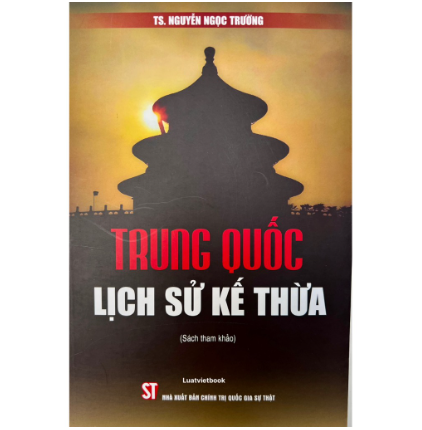 TS. NGUYỄN NGỌC TRƯỜNG
TRUNG QUỐC
LỊCH SỬ KẾ THỪA
(Sách tham khảo)
Luatvietbook
ST
NHÀ XUẤT BẢN CHÍNH TRỊ QUỐC GIA SỰ THẬT